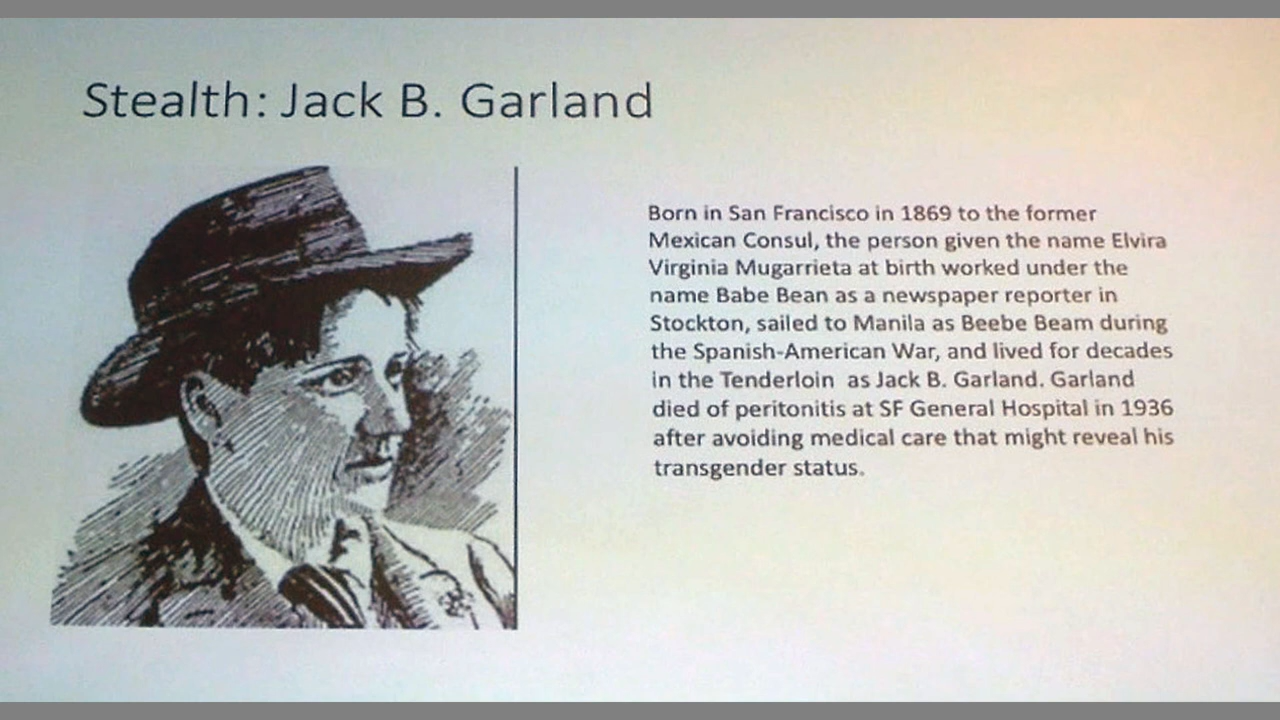 Stealth: Jack B. Garland
Born in San Francisco in 1869 to the former
Mexican Consul, the person given the name Elvira
Virginia Mugarrieta at birth worked under the
name Babe Bean as a newspaper reporter in
Stockton, sailed to Manila as Beebe Beam during
the Spanish-American War, and lived for decades
in the Tenderloin  as Jack B. Garland. Garland
died of peritonitis at SF General Hospital in 1936
after avoiding medical care that might reveal his
transgender status.